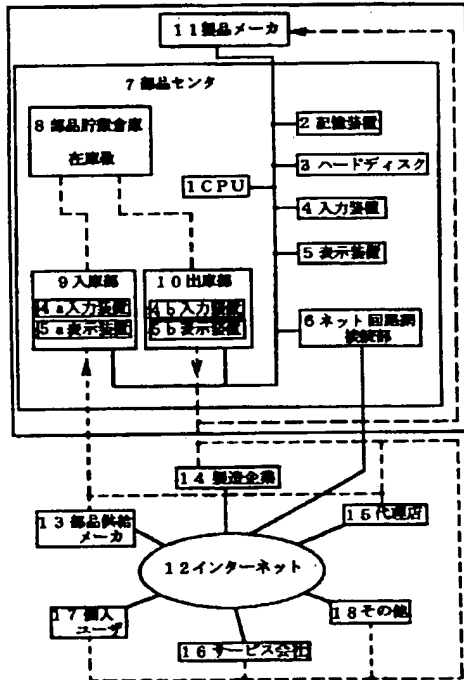 11製品メーカ
7部品センタ
8部品貯蔵倉庫
在庫数
2記憶装置
3ハードディスク
1CPU
4入力装置
5表示装置
9入庫部
4a入力装置
5a表示装置
10出庫部
4b入力装置
5b表示装置
6ネット回路網
接続部
14製造企業
13部品供給
メーカ
15代理店
12インターネット
17個人
ユーザ
18その他
16サービス会社